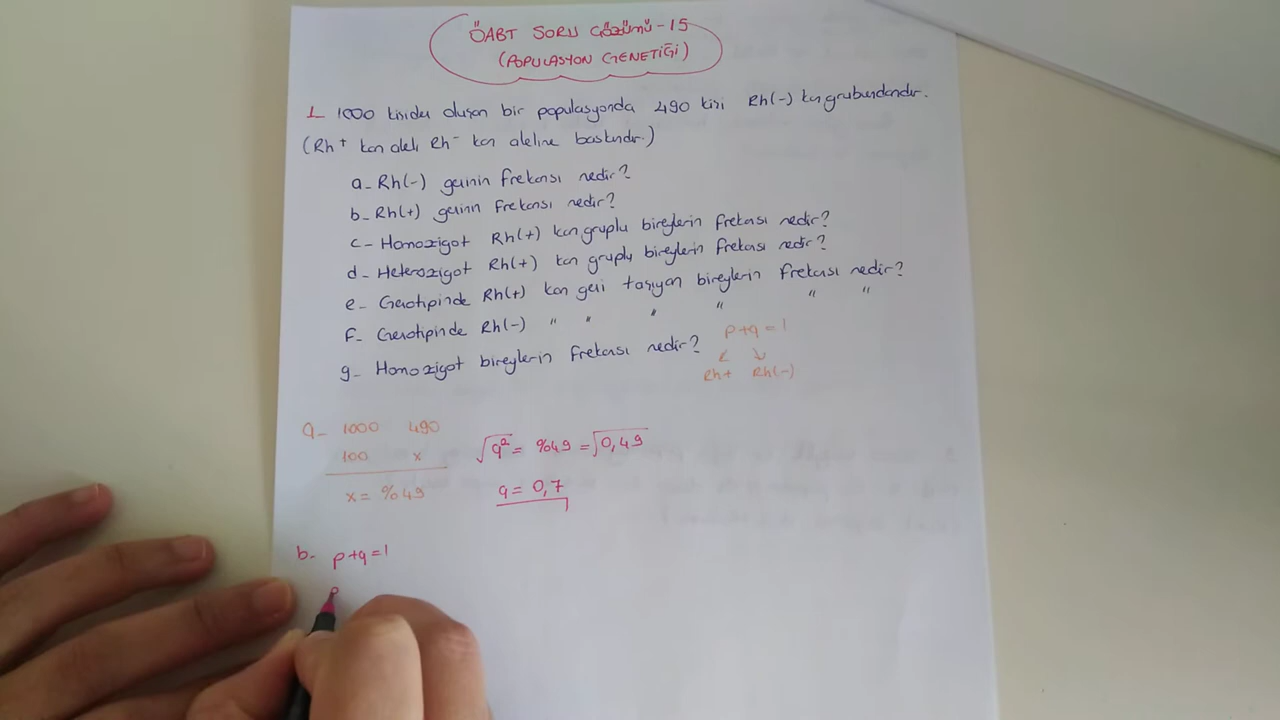 ÖABT SORU ÇÖZÜMÜ-15
(POPULASYON GENETİĞİ)
1 1000 kişiden oluşan bir populasyonda 490 kişi Rh(-) kan grubundandır.
(Rh+ kan aleli Rh- kan aleline baskındır)
a- Rh(-) geninin frekansı nedir?
b- Rh(+) geninin frekansı nedir?
c- Homozigot Rh(+) kan gruplu bireylerin frekansı nedir?
d- Heterozigot Rh(+) kan gruplu bireylerin frekansı nedir?
e- Genotipinde Rh(+) kan geni taşıyan bireylerin frekansı nedir?
f- Genotipinde Rh(-) " " " " " "
g- Homozigot bireylerin frekansı nedir?
p+q=1
Rh+ Rh(-)
a- 1000 490
100 x
x= %49
√q² = %49 = √0,49
q= 0,7
b- p+q=1
p